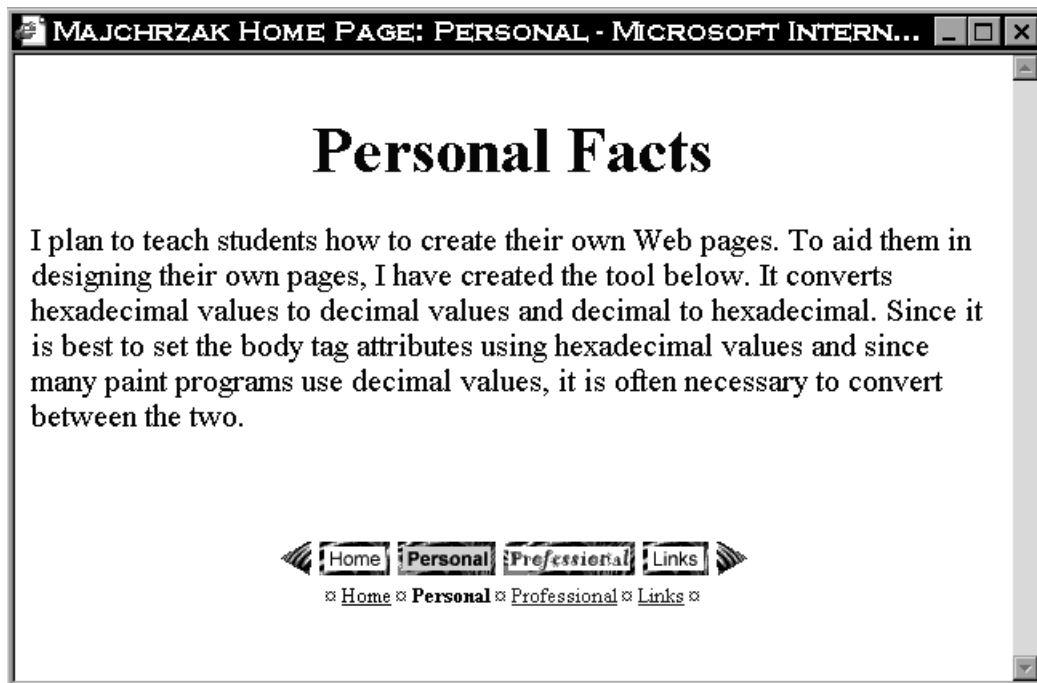 MAJCHRZAK HOME PAGE: PERSONAL - MICROSOFT INTERN...
Personal Facts
I plan to teach students how to create their own Web pages. To aid them in
designing their own pages, I have created the tool below. It converts
hexadecimal values to decimal values and decimal to hexadecimal. Since it
is best to set the body tag attributes using hexadecimal values and since
many paint programs use decimal values, it is often necessary to convert
between the two.
Home Personal Professional Links
¤ Home ¤ Personal ¤ Professional ¤ Links ¤